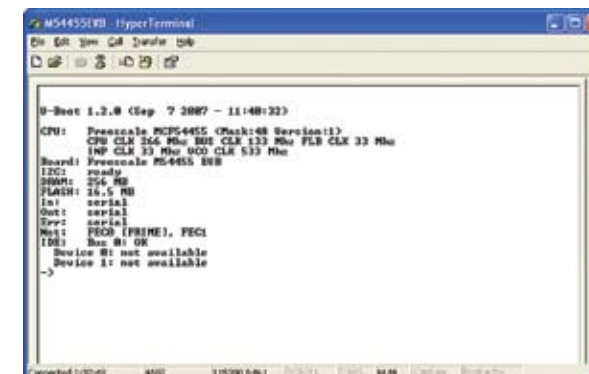 M54455EVB - HyperTerminal
File Edit View Call Transfer Help
U-Boot 1.2.0 (Sep 7 2007 - 11:40:32)
CPU: Freescale MCF54455 (Mask:48 Version:1)
CPU CLK 266 Mhz BUS CLK 133 Mhz FLB CLK 33 Mhz
INP CLK 33 Mhz VCO CLK 533 Mhz
Board: Freescale M54455 EVB
I2C: ready
DRAM: 256 MB
FLASH: 16.5 MB
In: serial
Out: serial
Err: serial
Net: FEC0 [PRIME], FEC1
IDE: Bus 0: OK
Device 0: not available
Device 1: not available
->
Connected ANSI NUM